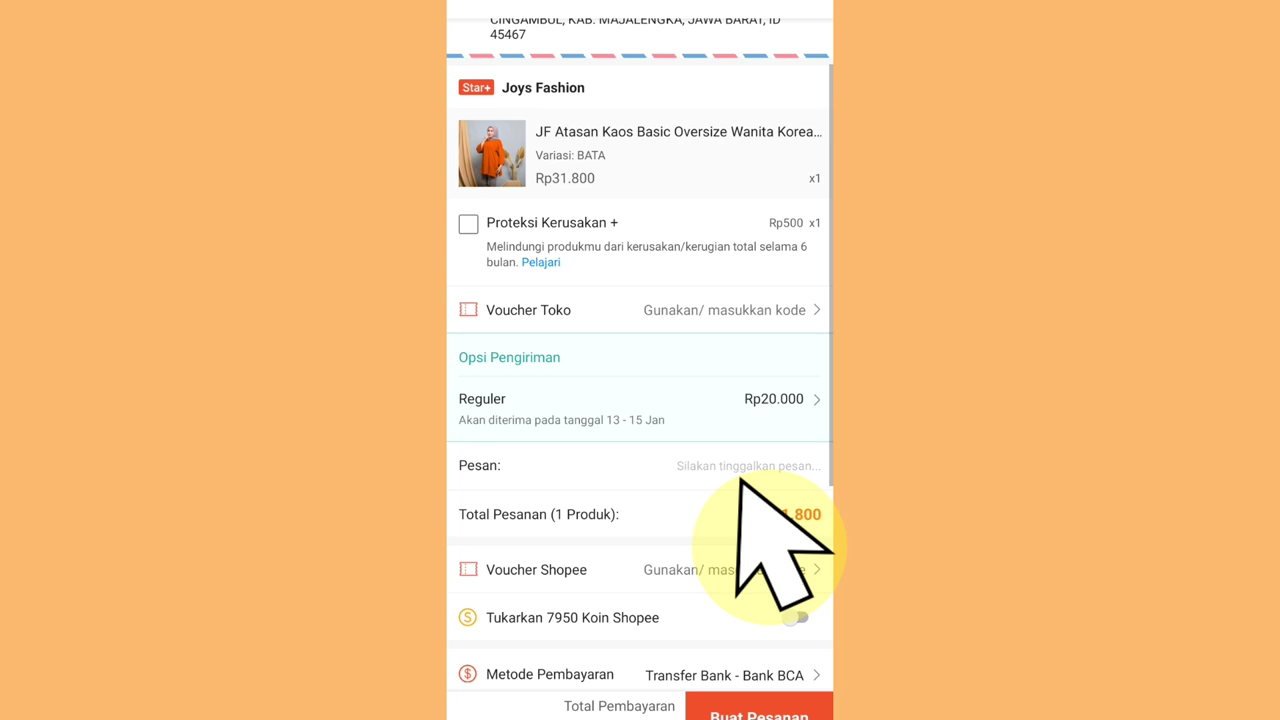 CINGAMBUL, KAB. MAJALENGKA, JAWA BARAT, ID
45467
Star+ Joys Fashion
JF Atasan Kaos Basic Oversize Wanita Korea...
Variasi: BATA
Rp31.800 x1
Proteksi Kerusakan + Rp500 x1
Melindungi produkmu dari kerusakan/kerugian total selama 6
bulan. Pelajari
Voucher Toko Gunakan/ masukkan kode
Opsi Pengiriman
Reguler Rp20.000
Akan diterima pada tanggal 13 - 15 Jan
Pesan: Silakan tinggalkan pesan...
Total Pesanan (1 Produk): 800
Voucher Shopee Gunakan/
Tukarkan 7950 Koin Shopee
Metode Pembayaran Transfer Bank - Bank BCA
Total Pembayaran Buat Pesanan